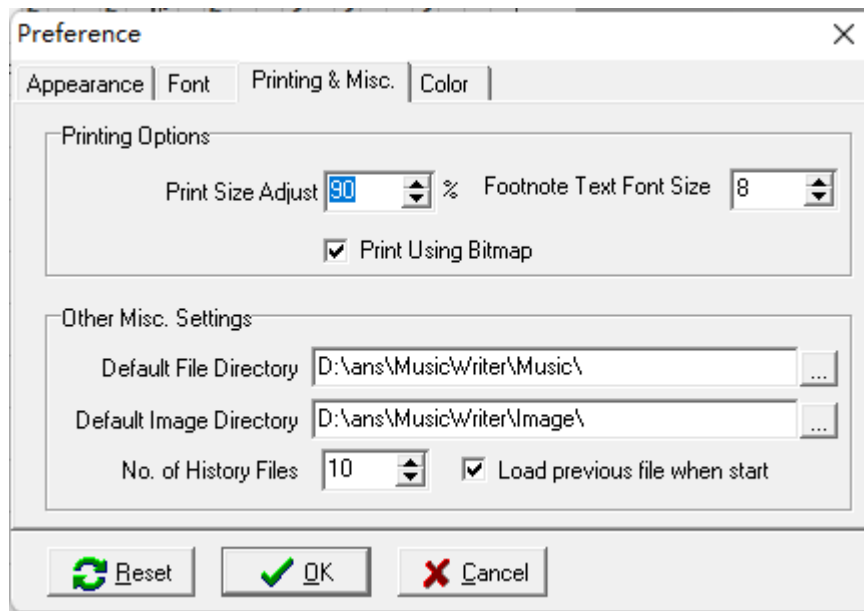 Preference
Appearance Font Printing & Misc. Color
Printing Options
Print Size Adjust 90 % Footnote Text Font Size 8
Print Using Bitmap
Other Misc. Settings
Default File Directory D:\ans\MusicWriter\Music\ ...
Default Image Directory D:\ans\MusicWriter\Image\ ...
No. of History Files 10 Load previous file when start
Reset OK Cancel